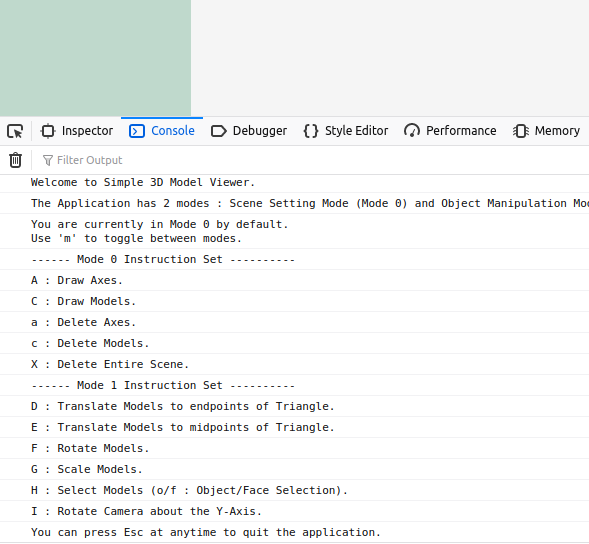 Inspector Console Debugger Style Editor Performance Memory
Filter Output
Welcome to Simple 3D Model Viewer.
The Application has 2 modes : Scene Setting Mode (Mode 0) and Object Manipulation
You are currently in Mode 0 by default.
Use 'm' to toggle between modes.
------ Mode 0 Instruction Set ----------
A : Draw Axes.
C : Draw Models.
a : Delete Axes.
c : Delete Models.
X : Delete Entire Scene.
------ Mode 1 Instruction Set ----------
D : Translate Models to endpoints of Triangle.
E : Translate Models to midpoints of Triangle.
F : Rotate Models.
G : Scale Models.
H : Select Models (o/f : Object/Face Selection).
I : Rotate Camera about the Y-Axis.
You can press Esc at anytime to quit the application.